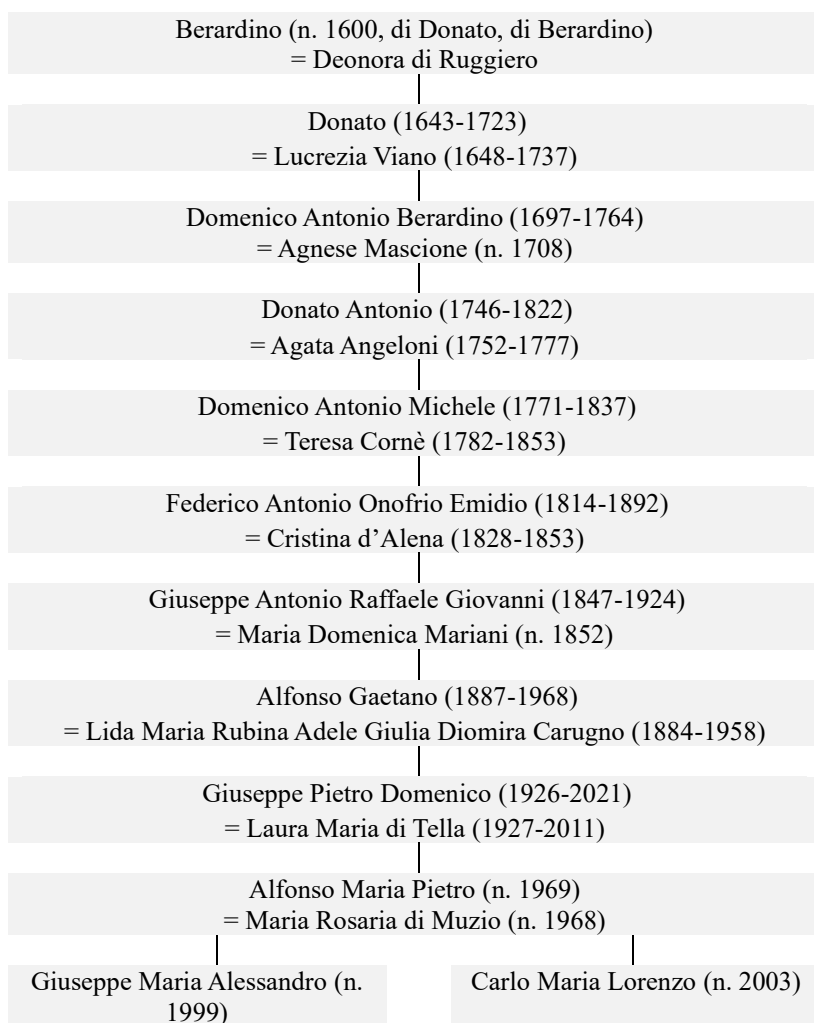 Berardino (n. 1600, di Donato, di Berardino)
= Deonora di Ruggiero
Donato (1643-1723)
= Lucrezia Viano (1648-1737)
Domenico Antonio Berardino (1697-1764)
= Agnese Mascione (n. 1708)
Donato Antonio (1746-1822)
= Agata Angeloni (1752-1777)
Domenico Antonio Michele (1771-1837)
= Teresa Cornè (1782-1853)
Federico Antonio Onofrio Emidio (1814-1892)
= Cristina d’Alena (1828-1853)
Giuseppe Antonio Raffaele Giovanni (1847-1924)
= Maria Domenica Mariani (n. 1852)
Alfonso Gaetano (1887-1968)
= Lida Maria Rubina Adele Giulia Diomira Carugno (1884-1958)
Giuseppe Pietro Domenico (1926-2021)
= Laura Maria di Tella (1927-2011)
Alfonso Maria Pietro (n. 1969)
= Maria Rosaria di Muzio (n. 1968)
Giuseppe Maria Alessandro (n.
1999)
Carlo Maria Lorenzo (n. 2003)